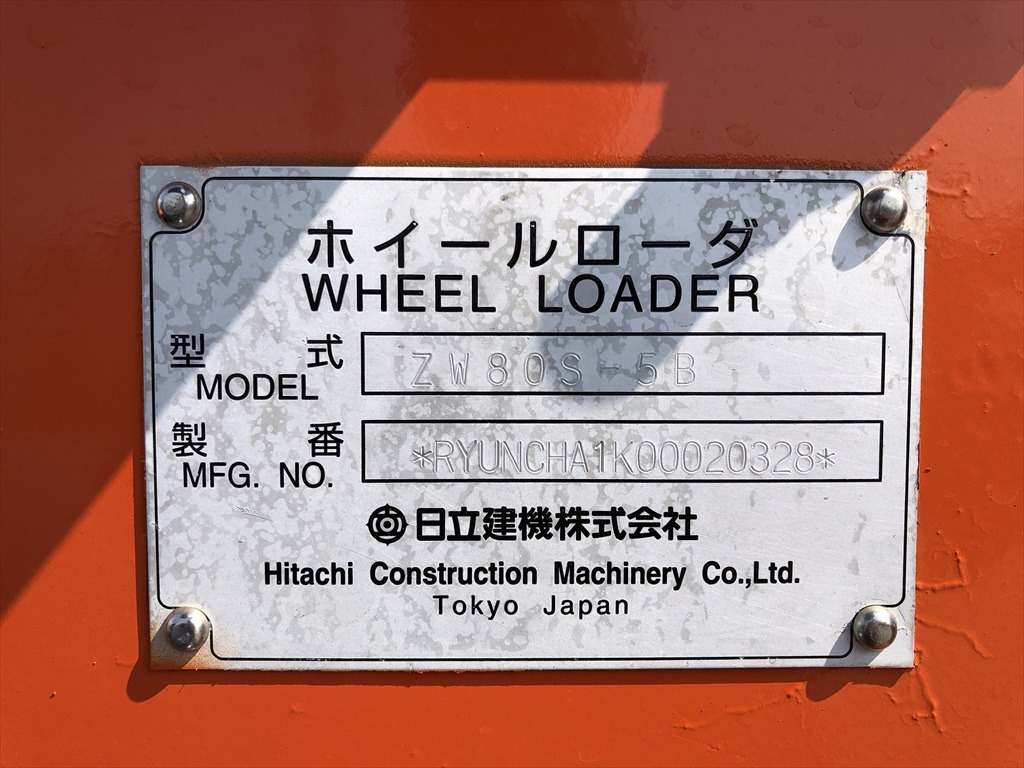 ホイールローダ
WHEEL LOADER
型 式 ZW80S-5B
MODEL
製 番 *RYUNCHA1K00020328*
MFG. NO.
日立建機株式会社
Hitachi Construction Machinery Co.,Ltd.
Tokyo Japan